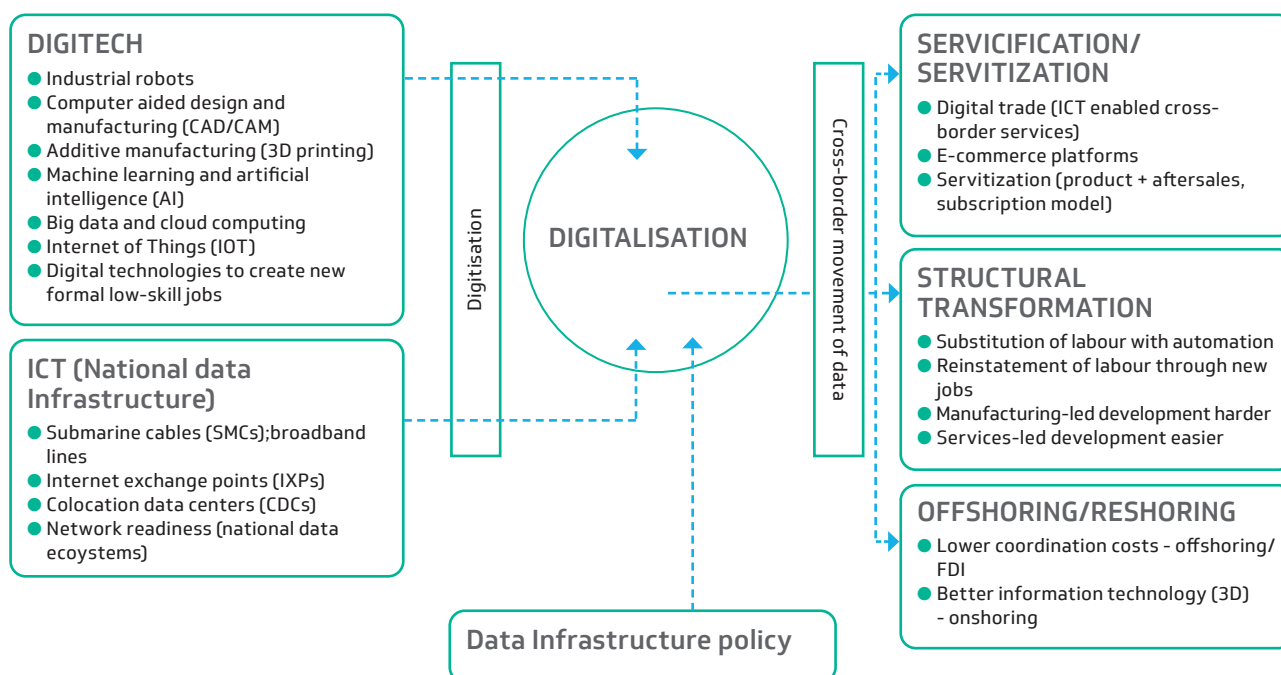 DIGITECH
Industrial robots
Computer aided design and
manufacturing (CAD/CAM)
Additive manufacturing (3D printing)
Machine learning and artificial
intelligence (AI)
Big data and cloud computing
Internet of Things (IOT)
Digital technologies to create new
formal low-skill jobs
ICT (National data
Infrastructure)
Submarine cables (SMCs);broadband
lines
Internet exchange points (IXPs)
Colocation data centers (CDCs)
Network readiness (national data
ecoystems)
Digitisation
DIGITALISATION
Data Infrastructure policy
Cross-border movement of data
SERVICIFICATION/
SERVITIZATION
Digital trade (ICT enabled cross-
border services)
E-commerce platforms
Servitization (product + aftersales,
subscription model)
STRUCTURAL
TRANSFORMATION
Substitution of labour with automation
Reinstatement of labour through new
jobs
Manufacturing-led development harder
Services-led development easier
OFFSHORING/RESHORING
Lower coordination costs - offshoring/
FDI
Better information technology (3D)
- onshoring